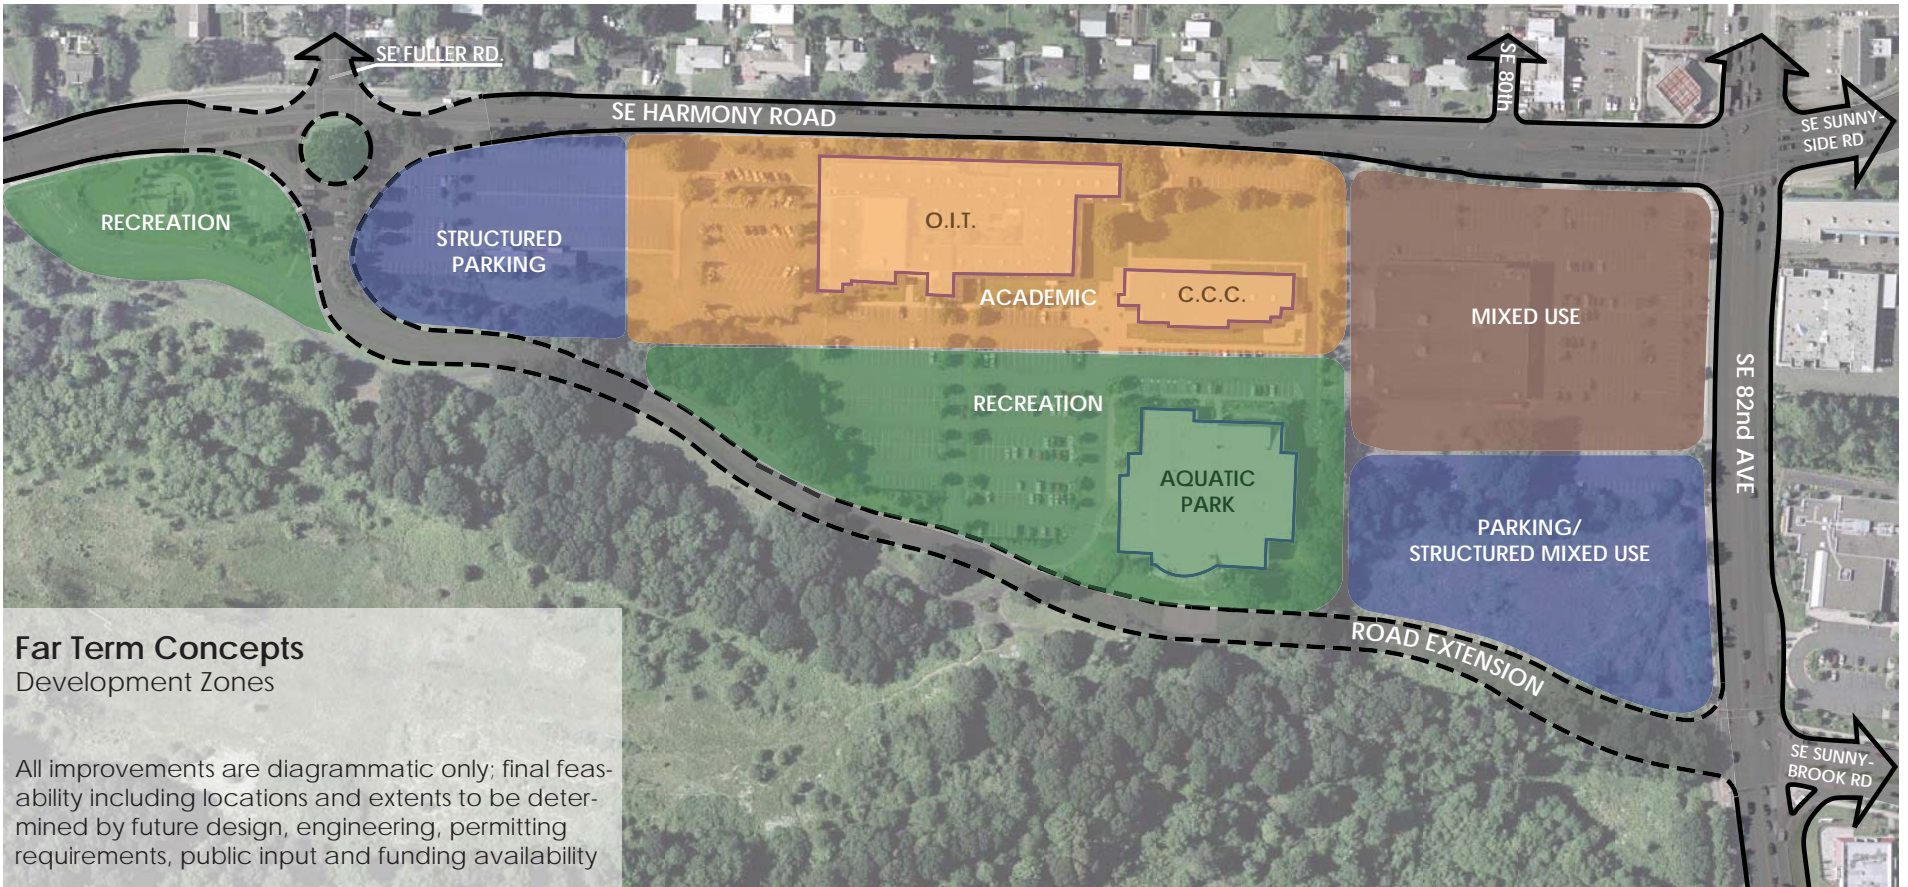 SE FULLER RD.
SE HARMONY ROAD
SE 80th
SE SUNNY-
SIDE RD
RECREATION
STRUCTURED
PARKING
O.I.T.
ACADEMIC
C.C.C.
MIXED USE
SE 82nd AVE
RECREATION
AQUATIC
PARK
PARKING/
STRUCTURED MIXED USE
ROAD EXTENSION
SE SUNNY-
BROOK RD
Far Term Concepts
Development Zones
All improvements are diagrammatic only; final feas-
ability including locations and extents to be deter-
mined by future design, engineering, permitting
requirements, public input and funding availability